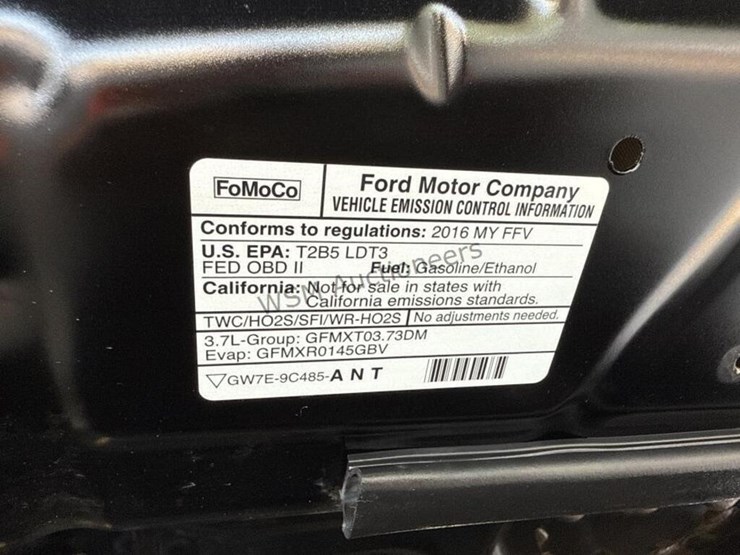 FoMoCo
Ford Motor Company
VEHICLE EMISSION CONTROL INFORMATION
Conforms to regulations: 2016 MY FFV
U.S. EPA: T2B5 LDT3
FED OBD II Fuel: Gasoline/Ethanol
California: Not for sale in states with
California emissions standards.
TWC/HO2S/SFI/WR-HO2S No adjustments needed.
3.7L-Group: GFMXT03.73DM
Evap: GFMXR0145GBV
GW7E-9C485-A N T
WSM Auctioneers